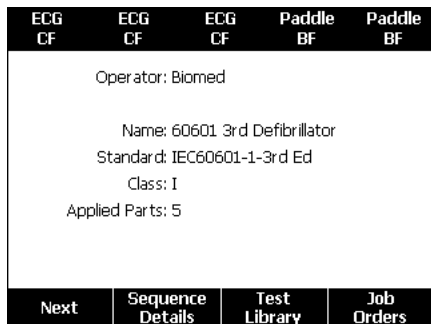 ECG ECG ECG Paddle Paddle
CF CF CF BF BF
Operator: Biomed
Name: 60601 3rd Defibrillator
Standard: IEC60601-1-3rd Ed
Class: I
Applied Parts: 5
Next Sequence Details Test Library Job Orders